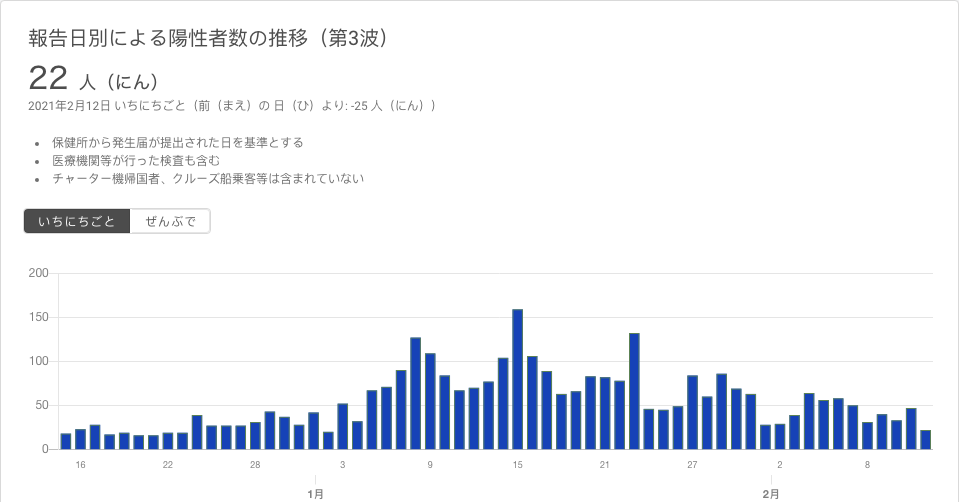 報告日別による陽性者数の推移（第3波）
22 人（にん）
2021年2月12日 いちにちごと（前（まえ）の 日（ひ）より: -25 人（にん））
保健所から発生届が提出された日を基準とする
医療機関等が行った検査も含む
チャーター機帰国者、クルーズ船乗客等は含まれていない
いちにちごと ぜんぶで
200
150
100
50
0
16 22 28 3 9 15 21 27 2 8
1月 2月